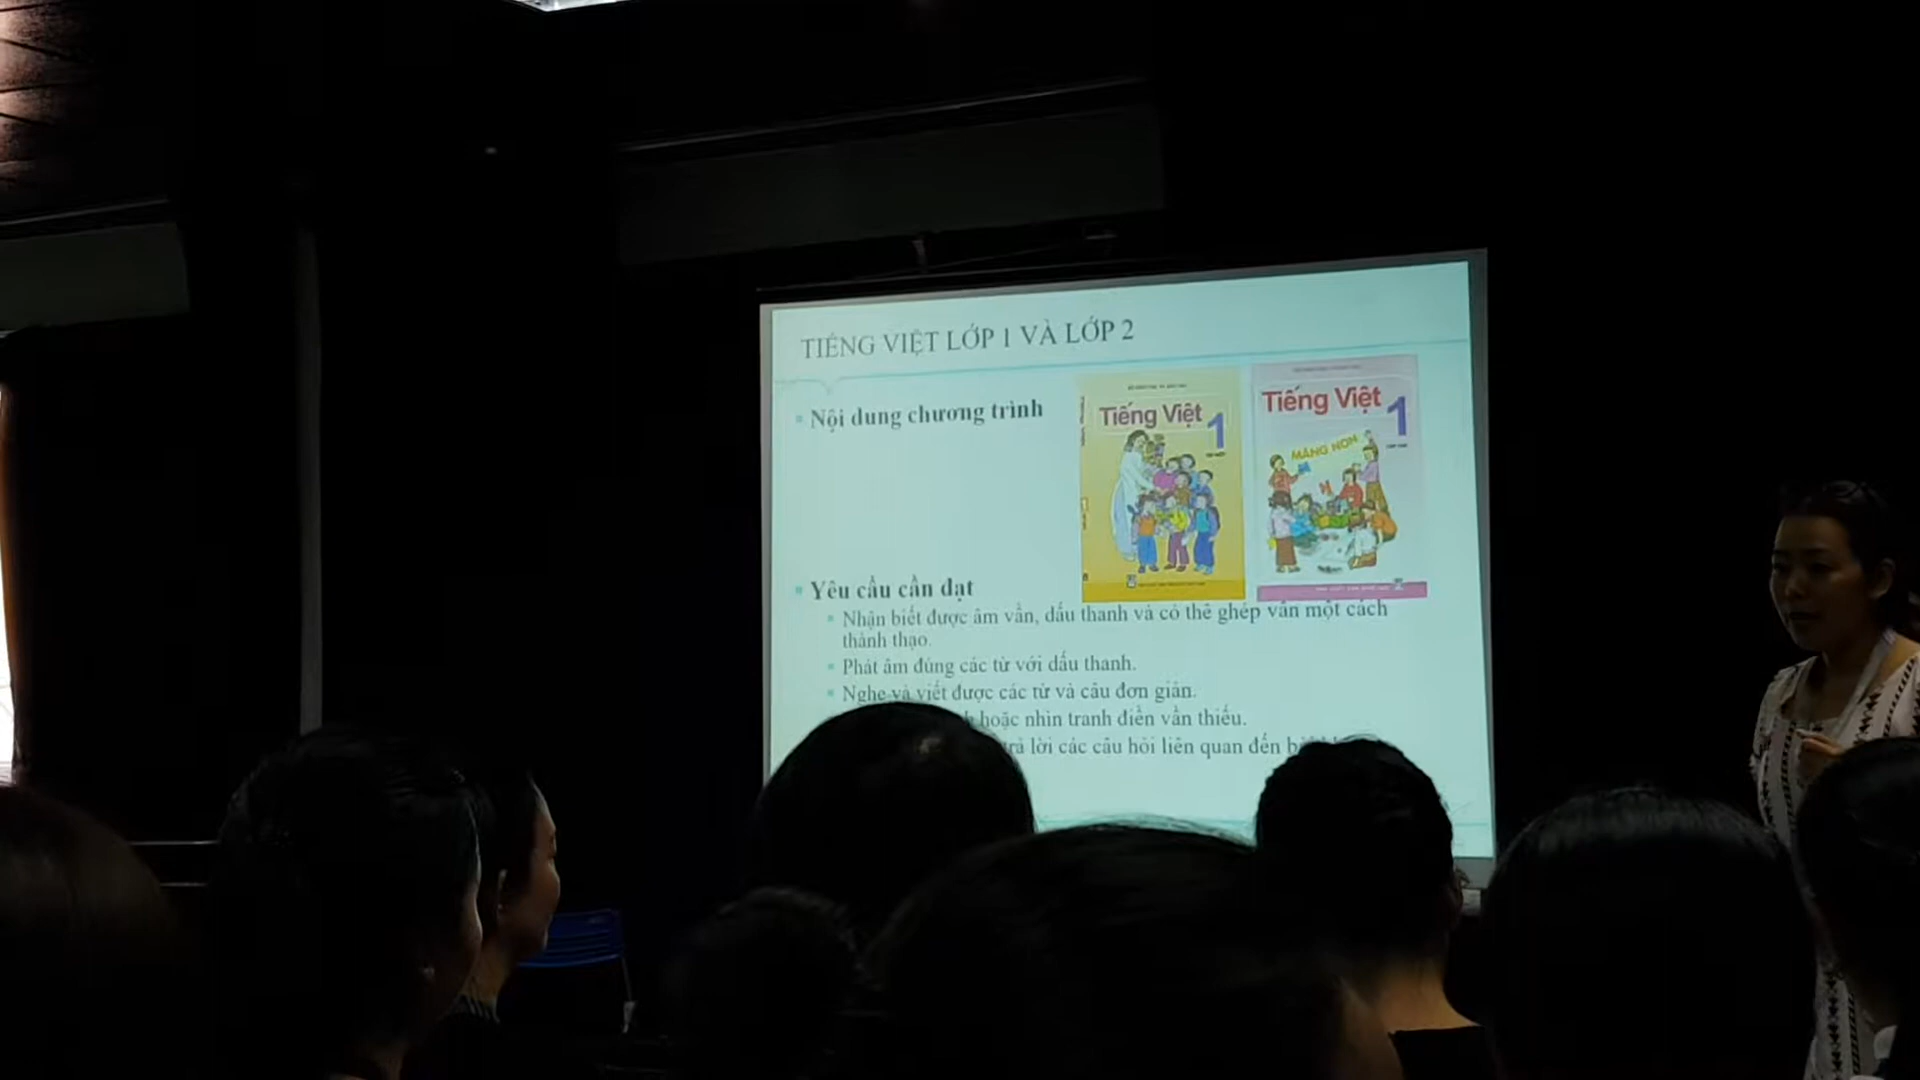 TIẾNG VIỆT LỚP 1 VÀ LỚP 2
Nội dung chương trình
Tiếng Việt 1
Tiếng Việt 1
MĂNG NON
Yêu cầu cần đạt
Nhận biết được âm vần, dấu thanh và có thể ghép vần một cách
thành thạo.
Phát âm đúng các từ với dấu thanh.
Nghe và viết được các từ và câu đơn giản.
hoặc nhìn tranh điền vần thiếu.
trả lời các câu hỏi liên quan đến